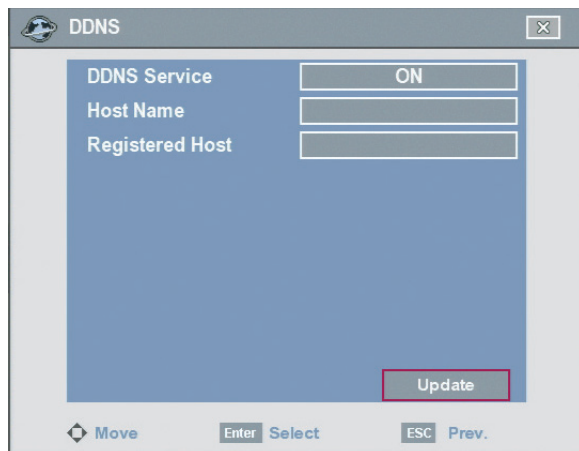 DDNS
DDNS Service ON
Host Name
Registered Host
Update
Move Enter Select ESC Prev.